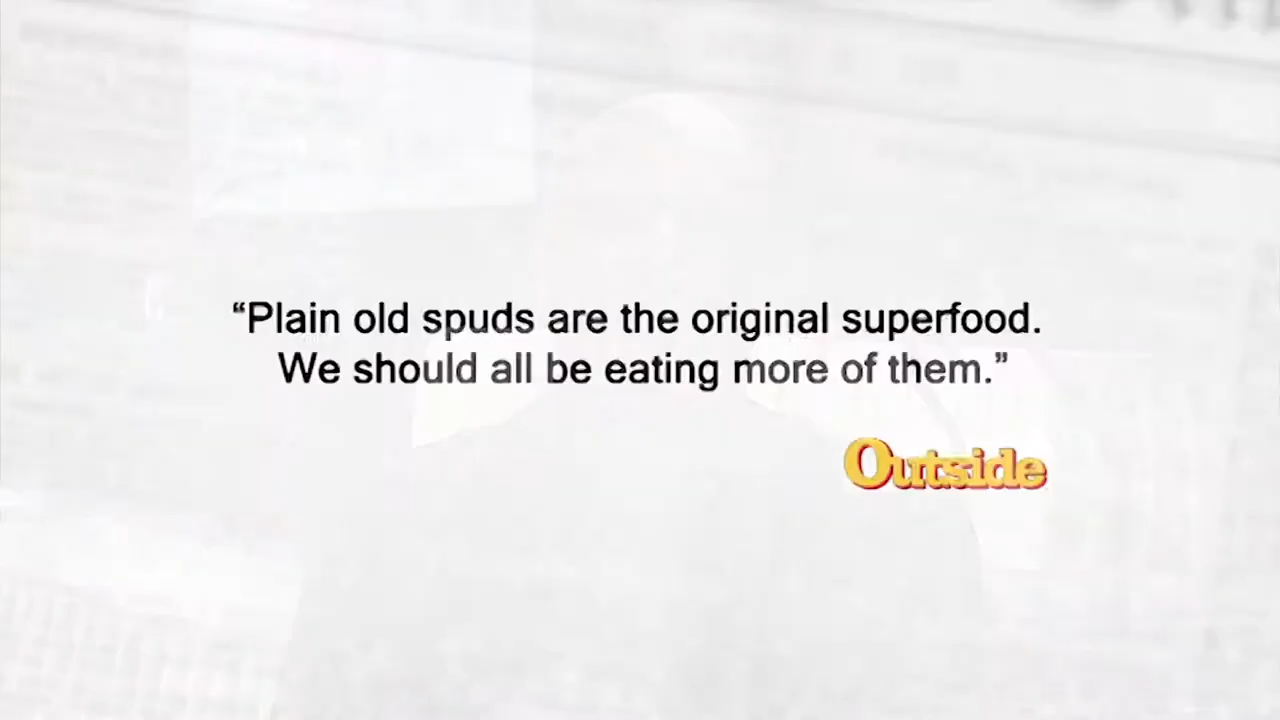 “Plain old spuds are the original superfood.
We should all be eating more of them.”
Outside